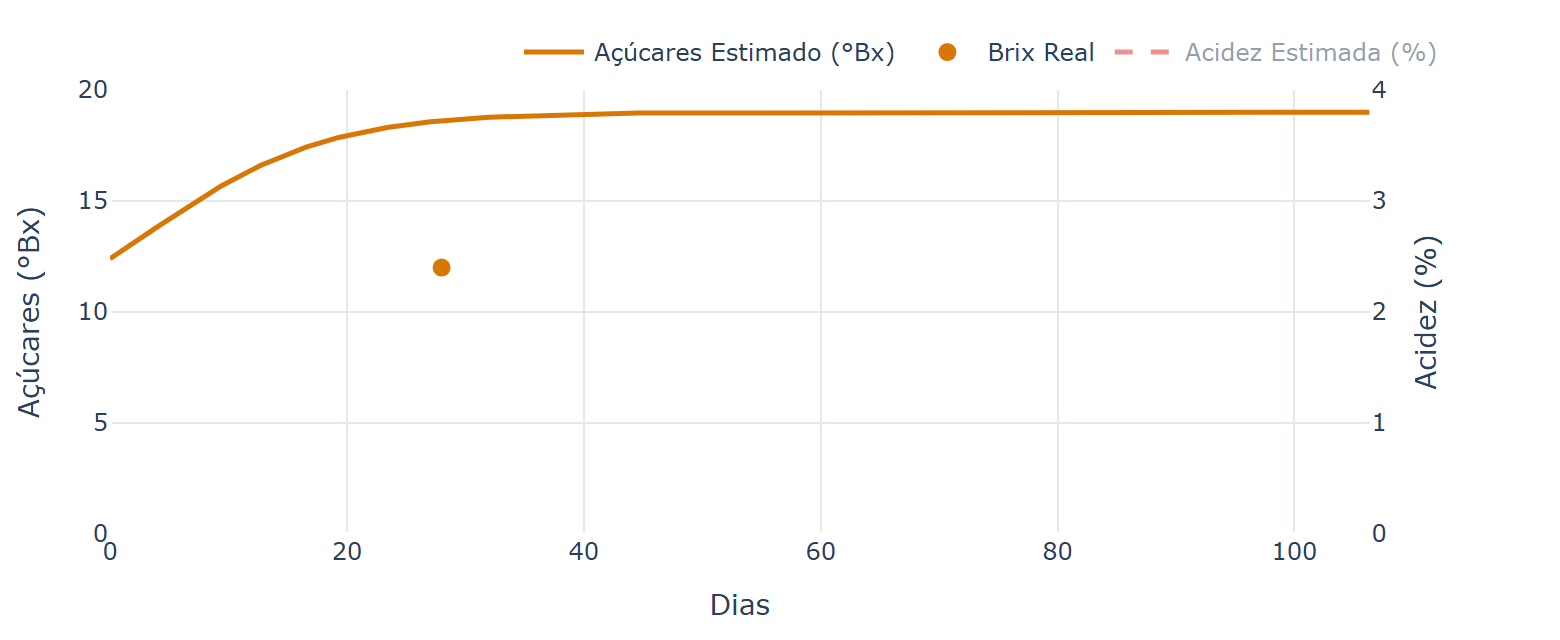 Açúcares Estimado (°Bx) Brix Real Acidez Estimada (%)
20 4
15 3
10 2
5 1
0 0
Açúcares (°Bx)
Acidez (%)
0 20 40 60 80 100
Dias